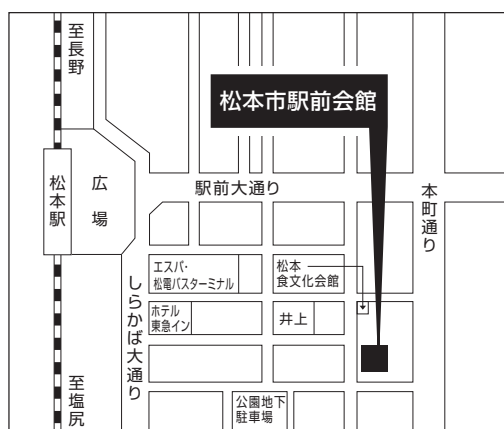 至長野
松本市駅前会館
松本駅
広場
駅前大通り
本町通り
エスパ・
松電バスターミナル
松本
食文化会館
しらかば大通り
ホテル
東急イン
井上
至塩尻
公園地下
駐車場